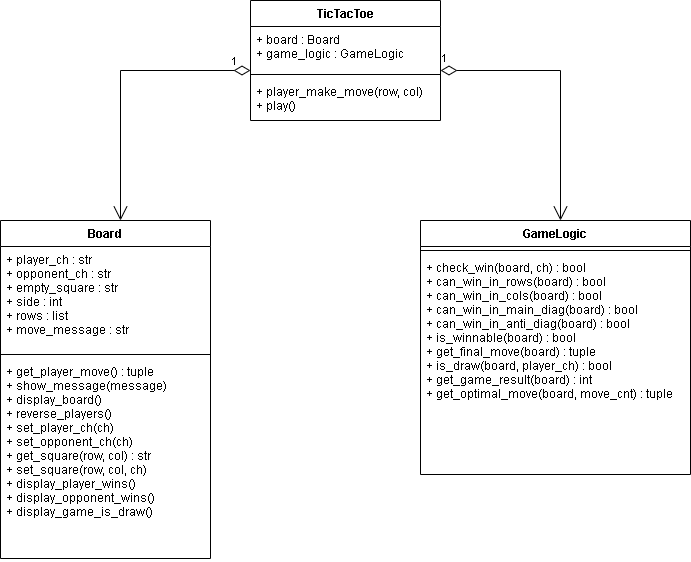 TicTacToe
+ board : Board
+ game_logic : GameLogic
+ player_make_move(row, col)
+ play()
1
1
Board
+ player_ch : str
+ opponent_ch : str
+ empty_square : str
+ side : int
+ rows : list
+ move_message : str
+ get_player_move() : tuple
+ show_message(message)
+ display_board()
+ reverse_players()
+ set_player_ch(ch)
+ set_opponent_ch(ch)
+ get_square(row, col) : str
+ set_square(row, col, ch)
+ display_player_wins()
+ display_opponent_wins()
+ display_game_is_draw()
GameLogic
+ check_win(board, ch) : bool
+ can_win_in_rows(board) : bool
+ can_win_in_cols(board) : bool
+ can_win_in_main_diag(board) : bool
+ can_win_in_anti_diag(board) : bool
+ is_winnable(board) : bool
+ get_final_move(board) : tuple
+ is_draw(board, player_ch) : bool
+ get_game_result(board) : int
+ get_optimal_move(board, move_cnt) : tuple